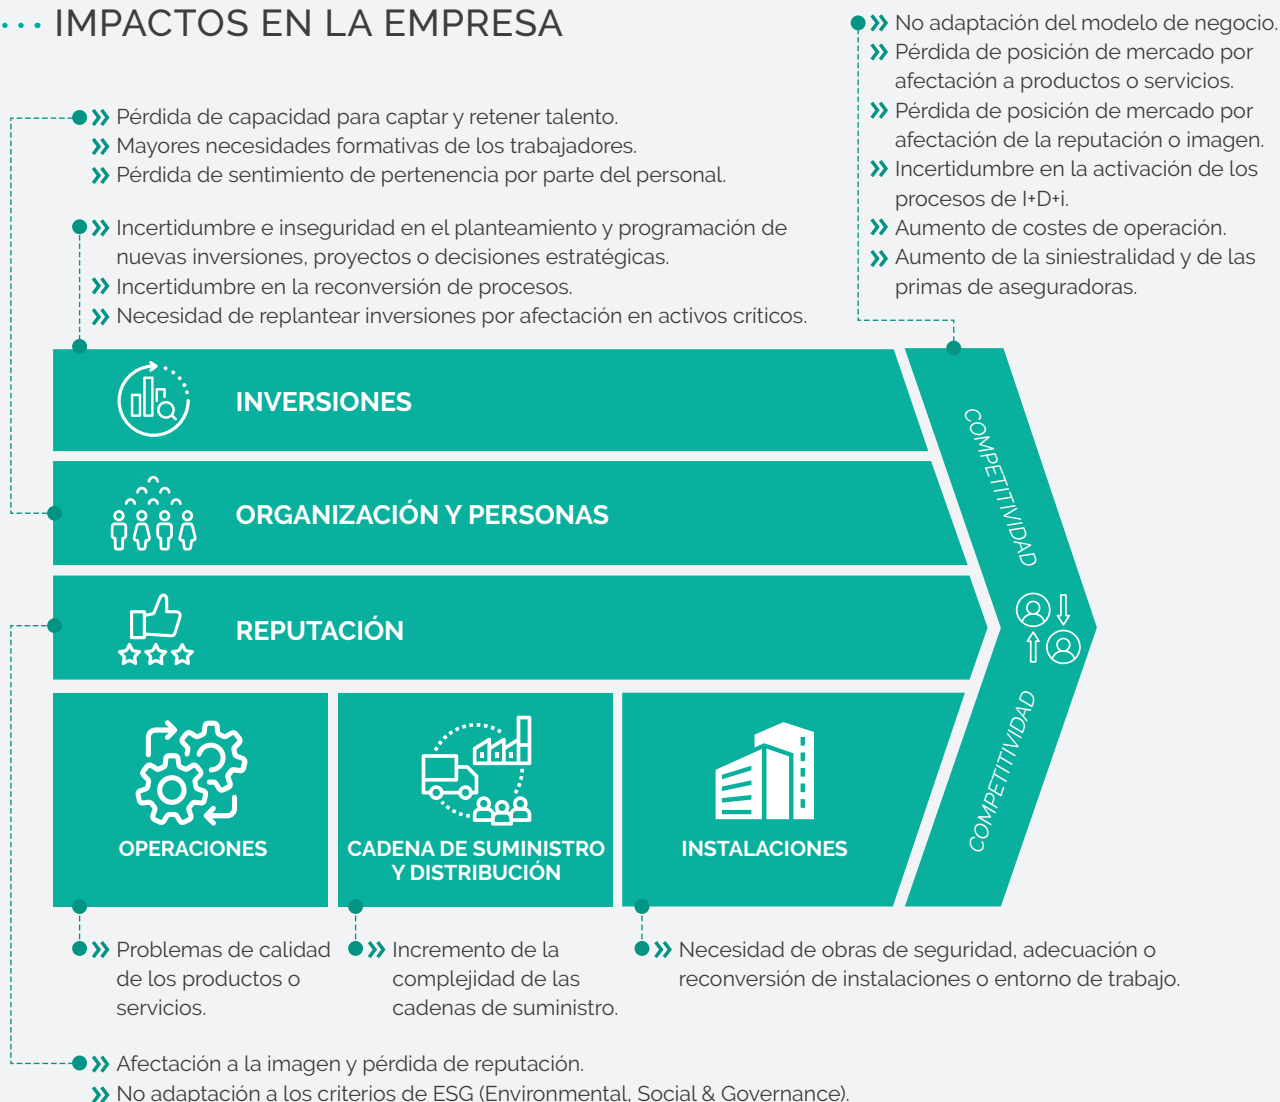 IMPACTOS EN LA EMPRESA
No adaptación del modelo de negocio.
Pérdida de posición de mercado por
afectación a productos o servicios.
Pérdida de posición de mercado por
afectación de la reputación o imagen.
Incertidumbre en la activación de los
procesos de I+D+i.
Aumento de costes de operación.
Aumento de la siniestralidad y de las
primas de aseguradoras.
Pérdida de capacidad para captar y retener talento.
Mayores necesidades formativas de los trabajadores.
Pérdida de sentimiento de pertenencia por parte del personal.
Incertidumbre e inseguridad en el planteamiento y programación de
nuevas inversiones, proyectos o decisiones estratégicas.
Incertidumbre en la reconversión de procesos.
Necesidad de replantear inversiones por afectación en activos críticos.
INVERSIONES
ORGANIZACIÓN Y PERSONAS
REPUTACIÓN
COMPETITIVIDAD
COMPETITIVIDAD
OPERACIONES
CADENA DE SUMINISTRO
Y DISTRIBUCIÓN
INSTALACIONES
Problemas de calidad
de los productos o
servicios.
Incremento de la
complejidad de las
cadenas de suministro.
Necesidad de obras de seguridad, adecuación o
reconversión de instalaciones o entorno de trabajo.
Afectación a la imagen y pérdida de reputación.
No adaptación a los criterios de ESG (Environmental, Social & Governance).